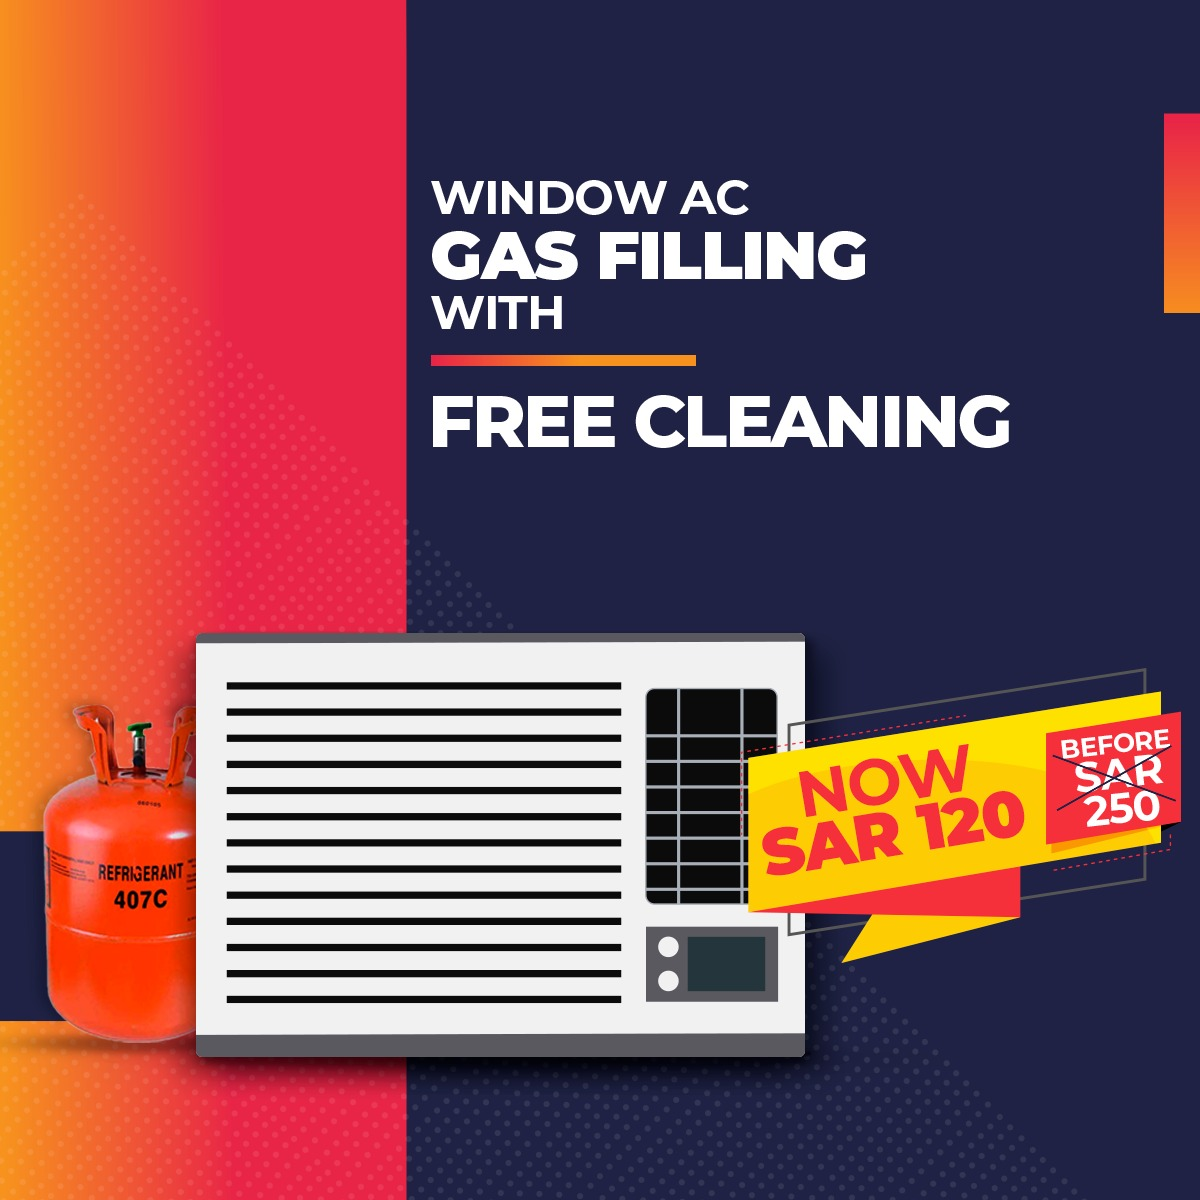 WINDOW AC
GAS FILLING
WITH
FREE CLEANING
NOW
SAR 120
BEFORE
SAR
250
REFRIGERANT
407C